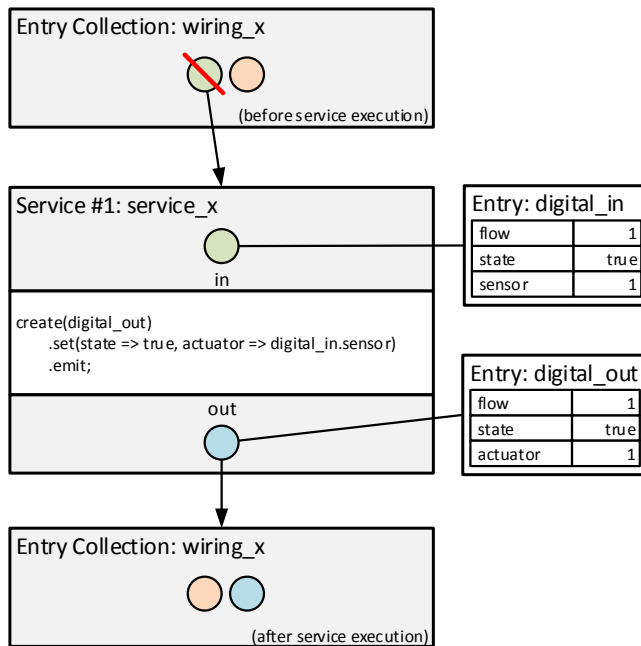 Entry Collection: wiring_x
(before service execution)
Service #1: service_x
in
Entry: digital_in
flow 1
state true
sensor 1
create(digital_out)
.set(state => true, actuator => digital_in.sensor)
.emit;
out
Entry: digital_out
flow 1
state true
actuator 1
Entry Collection: wiring_x
(after service execution)